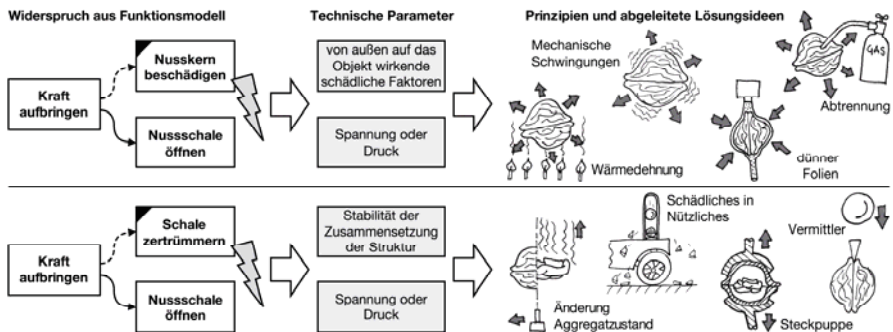 Widerspruch aus Funktionsmodell
Technische Parameter
Prinzipien und abgeleitete Lösungsideen
Kraft
aufbringen
Nusskern
beschädigen
Nussschale
öffnen
von außen auf das
Objekt wirkende
schädliche Faktoren
Spannung oder
Druck
Mechanische
Schwingungen
Wärmedehnung
GAS
Abtrennung
dünner
Folien
Kraft
aufbringen
Schale
zertrümmern
Nussschale
öffnen
Stabilität der
Zusammensetzung
der Struktur
Spannung oder
Druck
Änderung
Aggregatzustand
Schädliches in
Nützliches
Vermittler
Steckpuppe